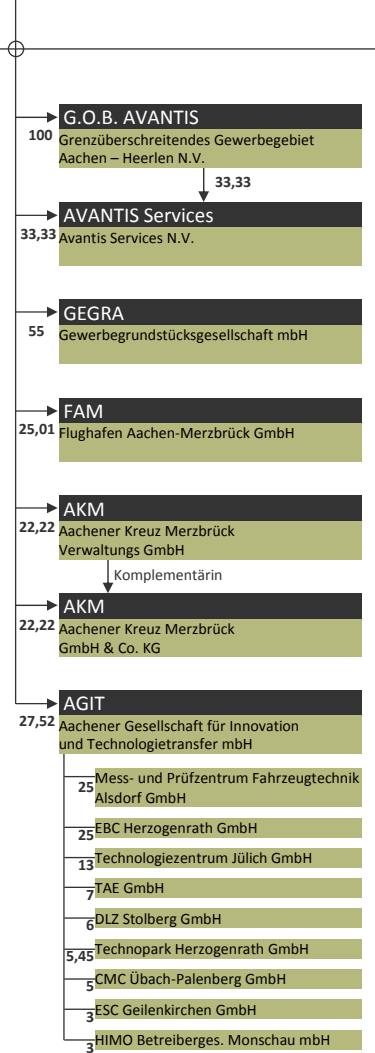 G.O.B. AVANTIS
100
Grenzüberschreitendes Gewerbegebiet
Aachen – Heerlen N.V.
33,33
AVANTIS Services
33,33
Avantis Services N.V.
GEGRA
55
Gewerbegrundstücksgesellschaft mbH
FAM
25,01
Flughafen Aachen-Merzbrück GmbH
AKM
22,22
Aachener Kreuz Merzbrück
Verwaltungs GmbH
Komplementärin
AKM
22,22
Aachener Kreuz Merzbrück
GmbH & Co. KG
AGIT
27,52
Aachener Gesellschaft für Innovation
und Technologietransfer mbH
Mess- und Prüfzentrum Fahrzeugtechnik
25
Alsdorf GmbH
EBC Herzogenrath GmbH
25
Technologiezentrum Jülich GmbH
13
TAE GmbH
7
DLZ Stolberg GmbH
6
Technopark Herzogenrath GmbH
5,45
CMC Übach-Palenberg GmbH
5
ESC Geilenkirchen GmbH
3
HIMO Betreiberges. Monschau mbH
3